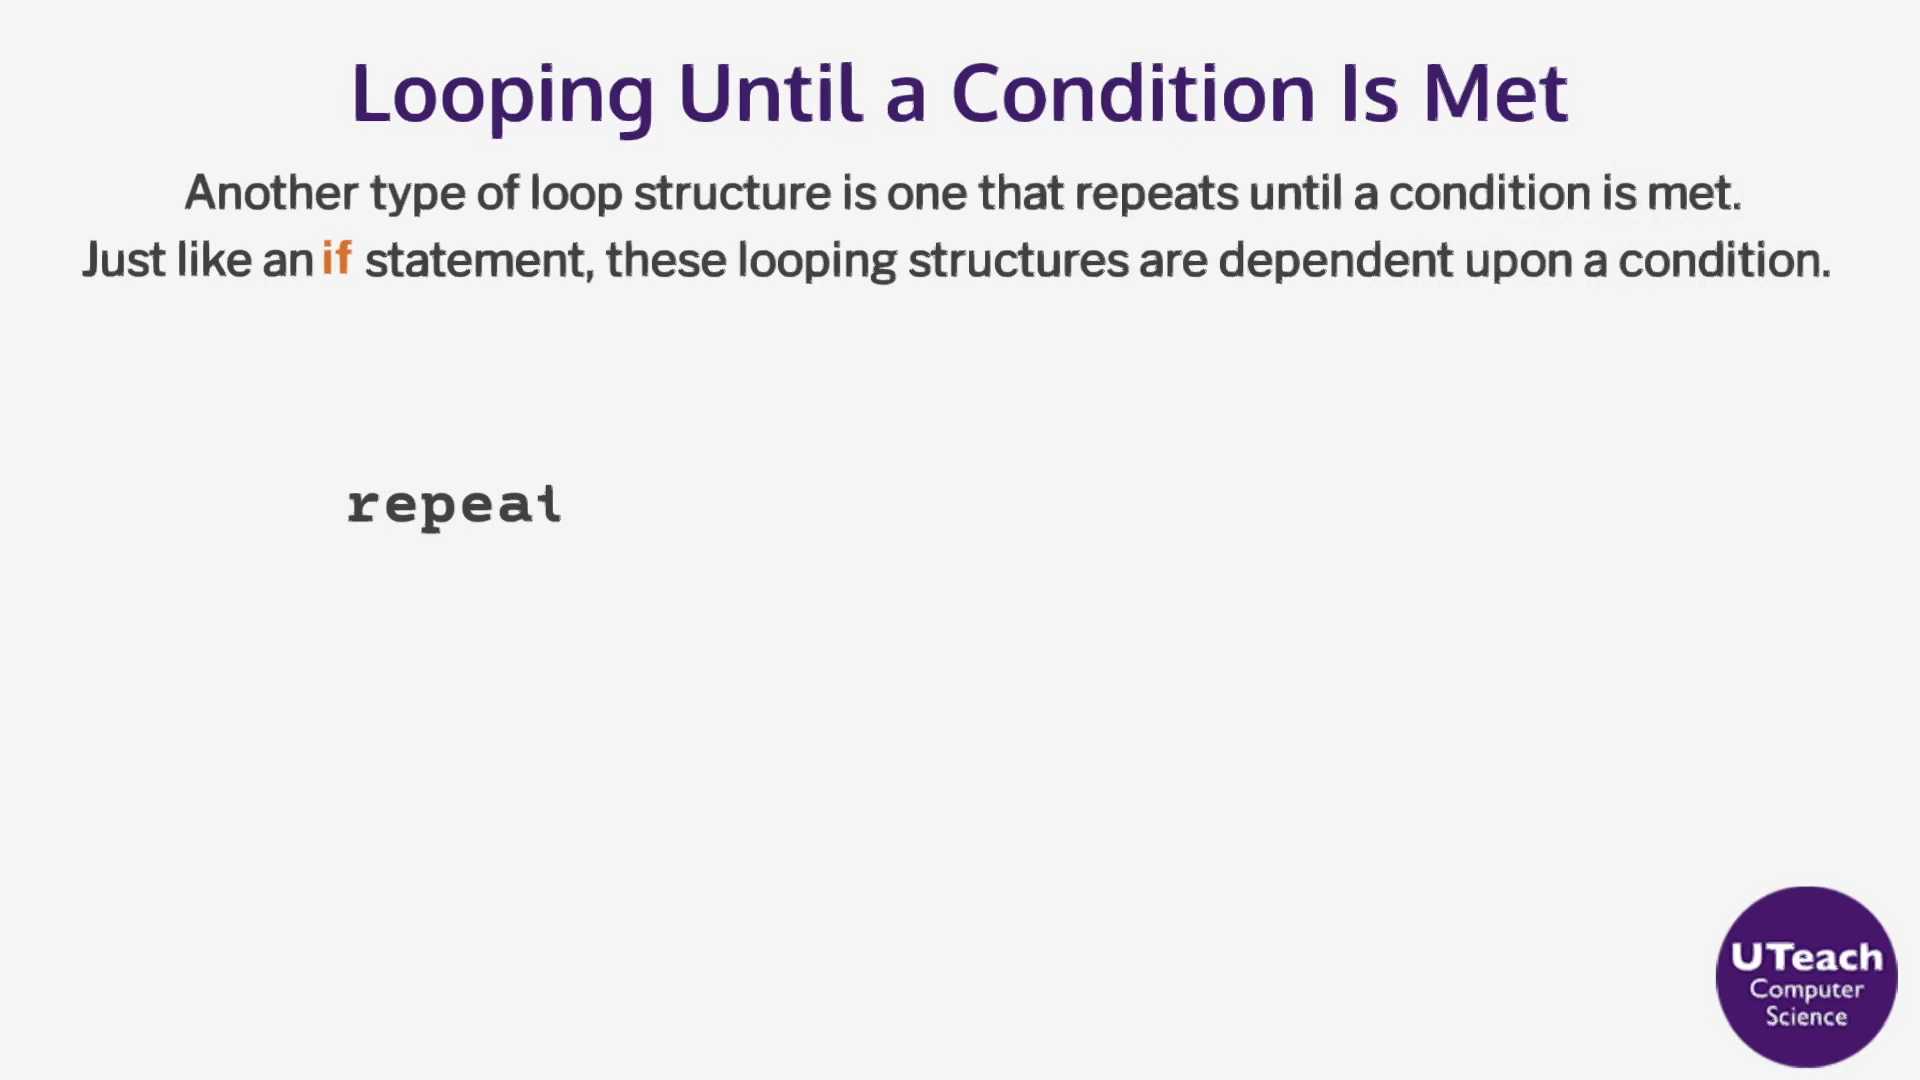 Looping Until a Condition Is Met
Another type of loop structure is one that repeats until a condition is met.
Just like an if statement, these looping structures are dependent upon a condition.
repeat
UTeach
Computer
Science